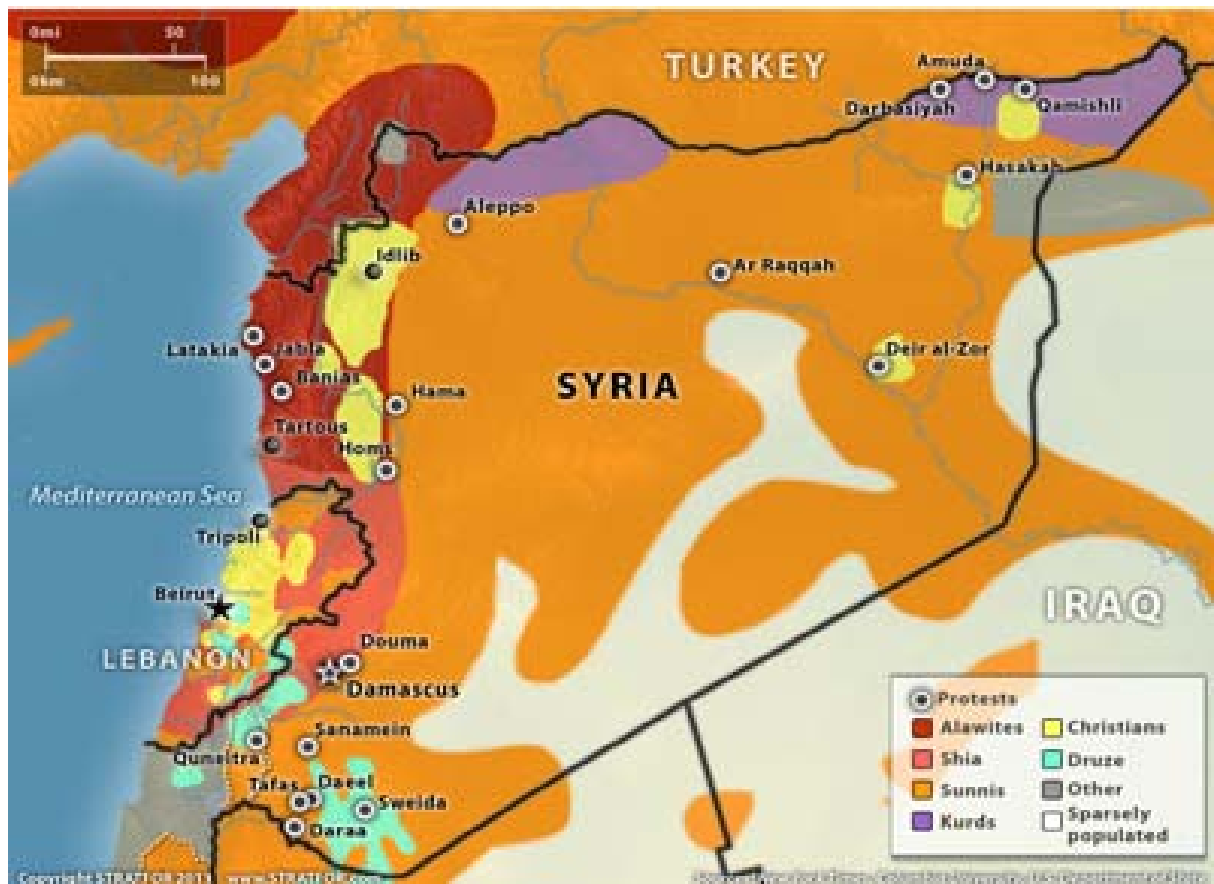 0mi 50
0km 100
TURKEY
Amuda
Darbasiyah
Damishli
Hasakah
Aleppo
Idlib
Ar Raqqah
Latakia
Jabla
Deir al-Zor
Banias
SYRIA
Hama
Tartous
Homs
Mediterranean Sea
Tripoli
Beirut
IRAQ
LEBANON
Douma
Damascus
Sanamein
Quneitra
Tafas
Daeel
Sweida
Daraa
Protests
Alawites
Christians
Shia
Druze
Sunnis
Other
Kurds
Sparsely
populated
Copyright STRATFOR www.STRATFOR.com